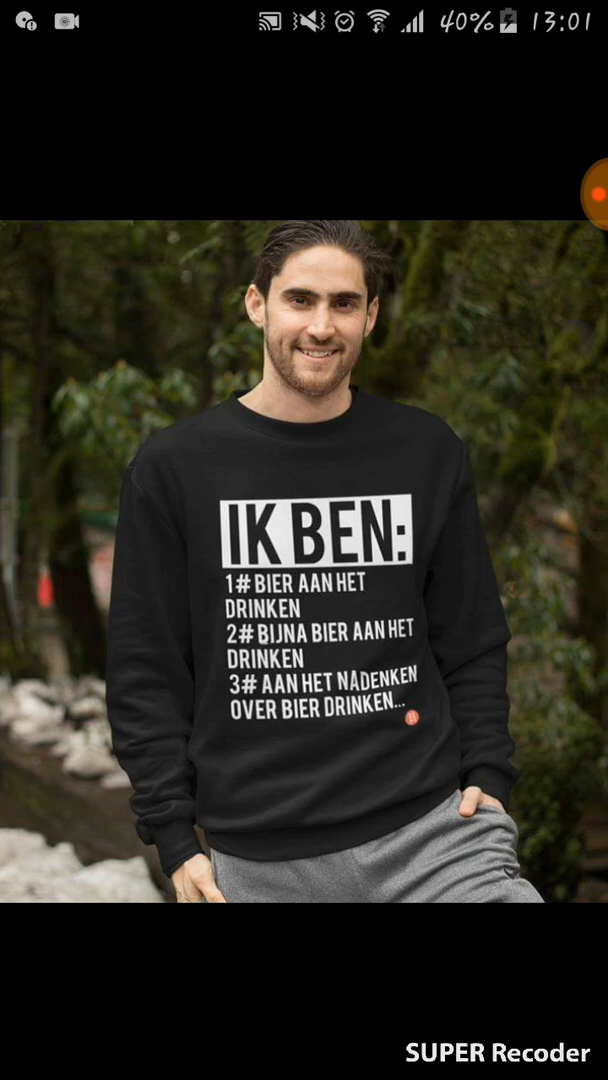 40% 13:01
IK BEN:
1# BIER AAN HET
DRINKEN
2# BIJNA BIER AAN HET
DRINKEN
3# AAN HET NADENKEN
OVER BIER DRINKEN...
SUPER Recoder